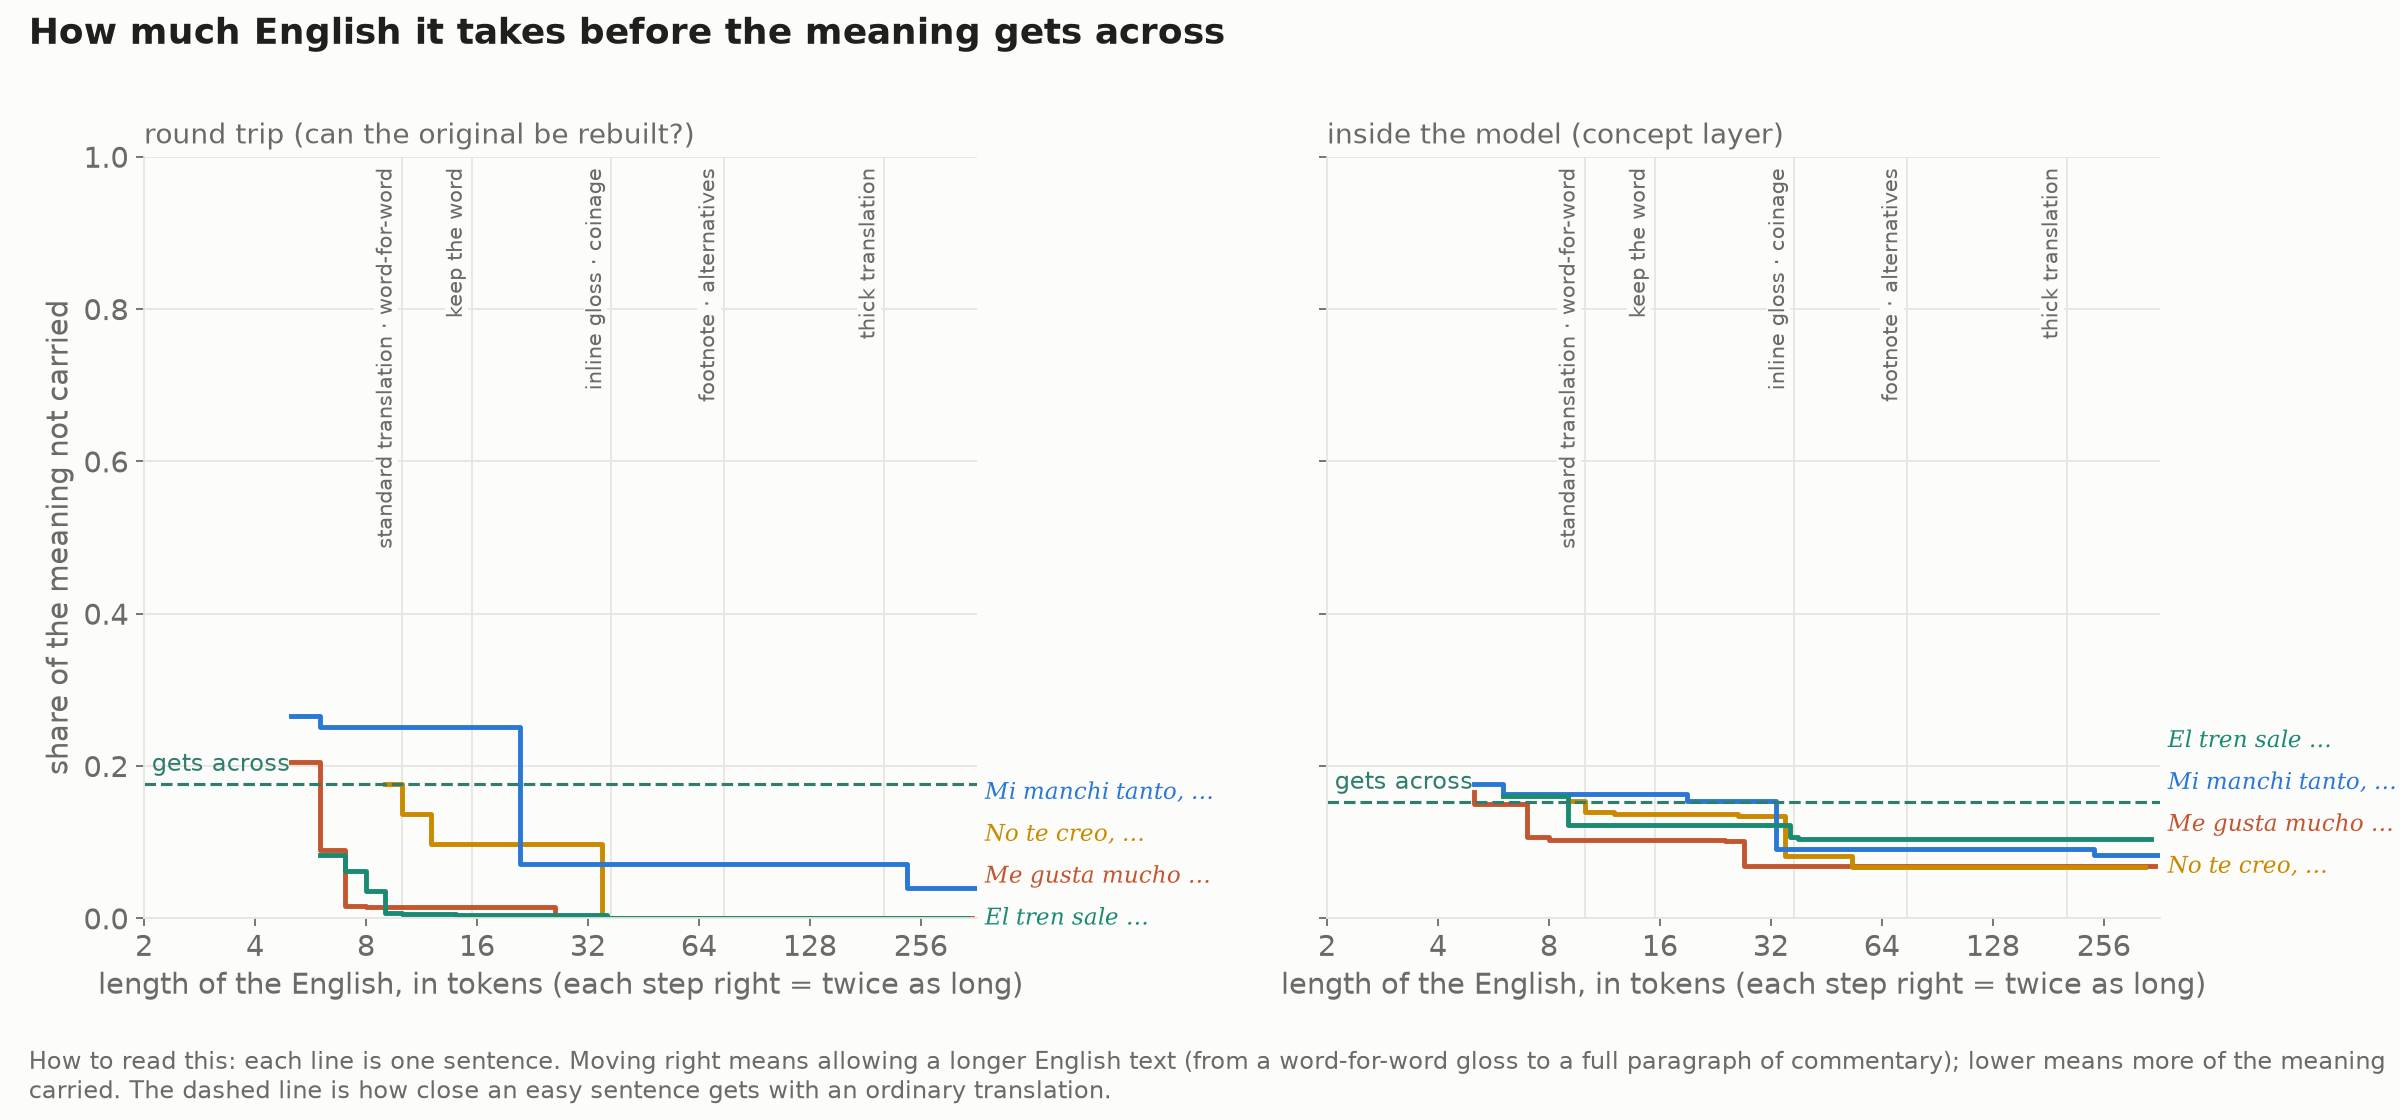 How much English it takes before the meaning gets across
round trip (can the original be rebuilt?)
share of the meaning not carried
1.0
0.8
0.6
0.4
0.2
0.0
standard translation · word-for-word
keep the word
inline gloss · coinage
footnote · alternatives
thick translation
gets across
Mi manchi tanto, …
No te creo, …
Me gusta mucho …
El tren sale …
2 4 8 16 32 64 128 256
length of the English, in tokens (each step right = twice as long)
inside the model (concept layer)
standard translation · word-for-word
keep the word
inline gloss · coinage
footnote · alternatives
thick translation
gets across
El tren sale …
Mi manchi tanto, …
Me gusta mucho …
No te creo, …
2 4 8 16 32 64 128 256
length of the English, in tokens (each step right = twice as long)
How to read this: each line is one sentence. Moving right means allowing a longer English text (from a word-for-word gloss to a full paragraph of commentary); lower means more of the meaning
carried. The dashed line is how close an easy sentence gets with an ordinary translation.